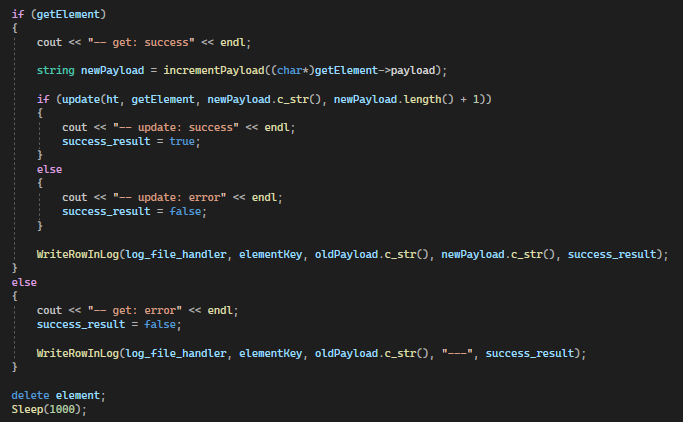 if (getElement)
{
    cout << "-- get: success" << endl;

    string newPayload = incrementPayload((char*)getElement->payload);

    if (update(ht, getElement, newPayload.c_str(), newPayload.length() + 1))
    {
        cout << "-- update: success" << endl;
        success_result = true;
    }
    else
    {
        cout << "-- update: error" << endl;
        success_result = false;
    }

    WriteRowInLog(log_file_handler, elementKey, oldPayload.c_str(), newPayload.c_str(), success_result);
}
else
{
    cout << "-- get: error" << endl;
    success_result = false;

    WriteRowInLog(log_file_handler, elementKey, oldPayload.c_str(), "---", success_result);
}

delete element;
Sleep(1000);